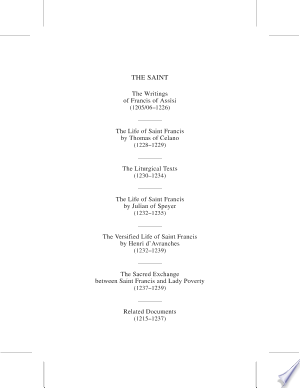 THE SAINT
The Writings
of Francis of Assisi
(1205/06–1226)
The Life of Saint Francis
by Thomas of Celano
(1228–1229)
The Liturgical Texts
(1230–1234)
The Life of Saint Francis
by Julian of Speyer
(1232–1235)
The Versified Life of Saint Francis
by Henri d'Avranches
(1232–1239)
The Sacred Exchange
between Saint Francis and Lady Poverty
(1237–1239)
Related Documents
(1215–1237)